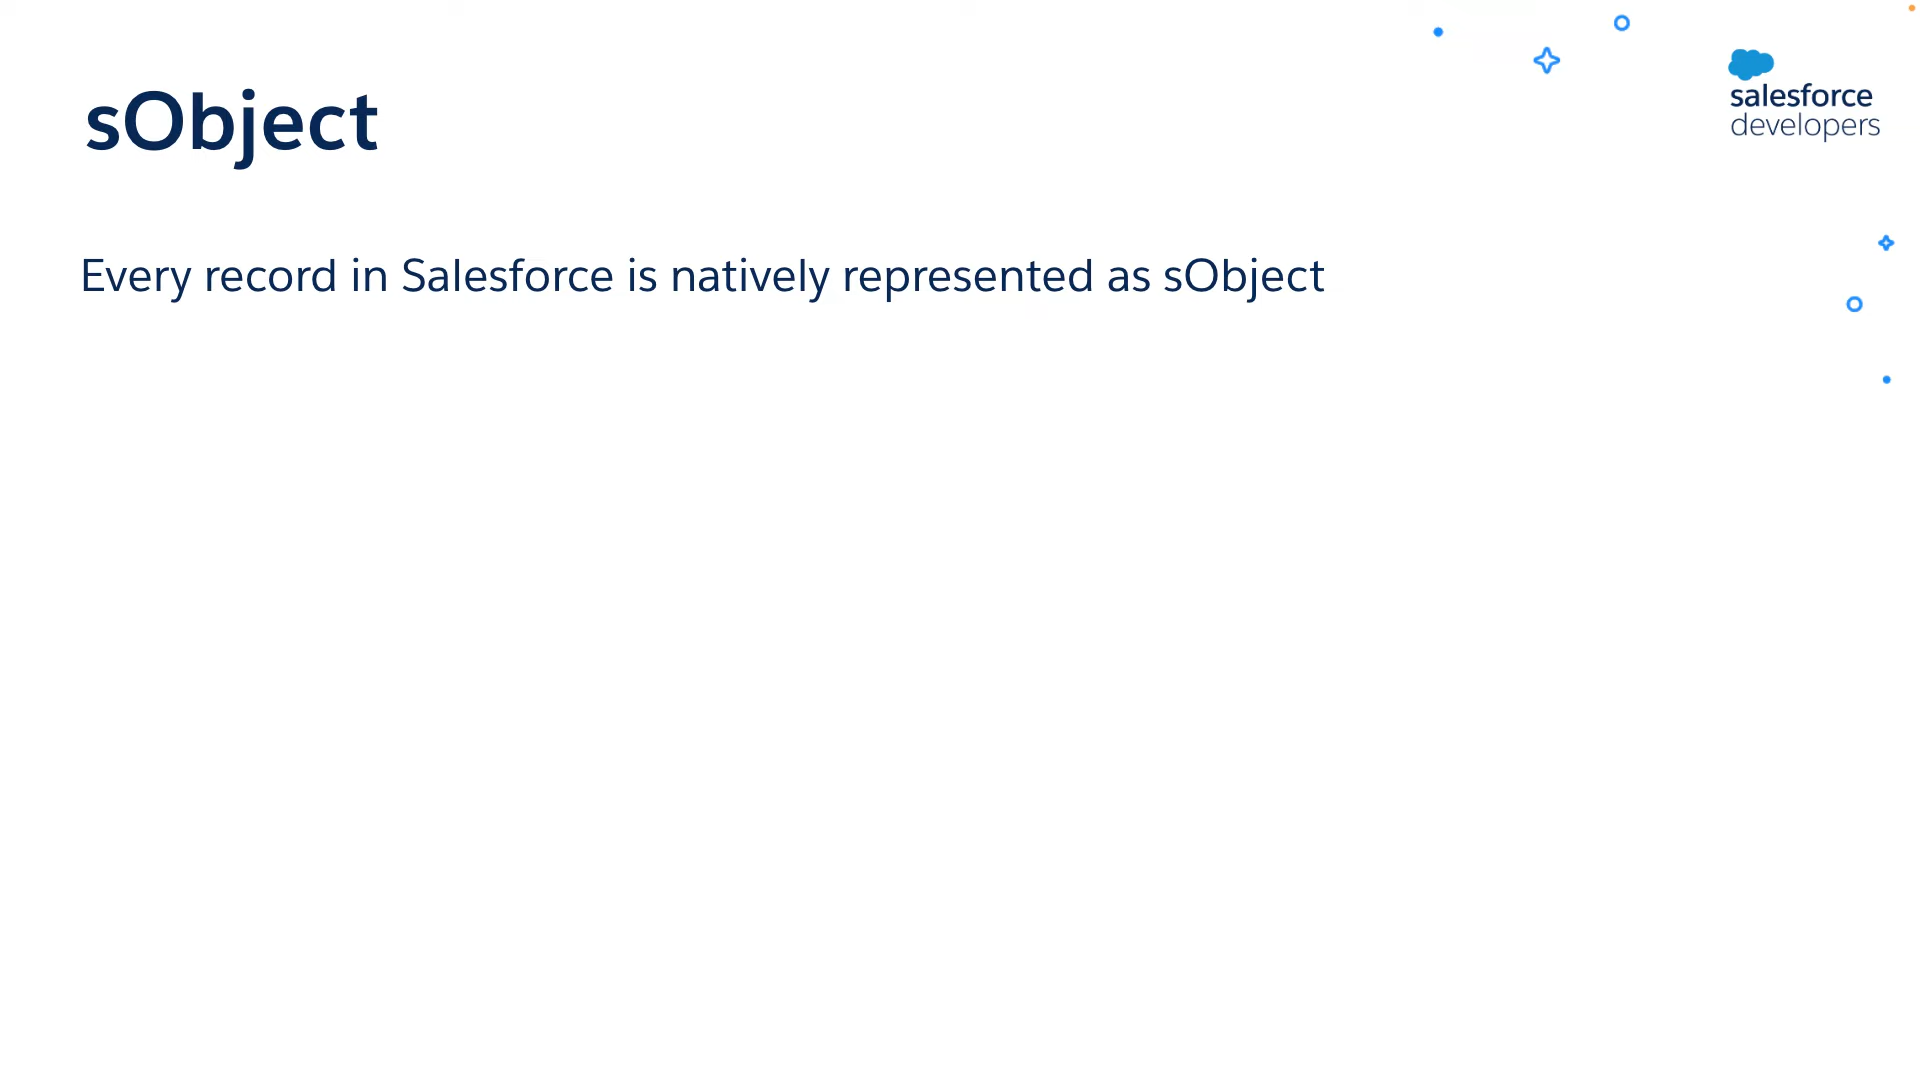 sObject
salesforce
developers
Every record in Salesforce is natively represented as sObject